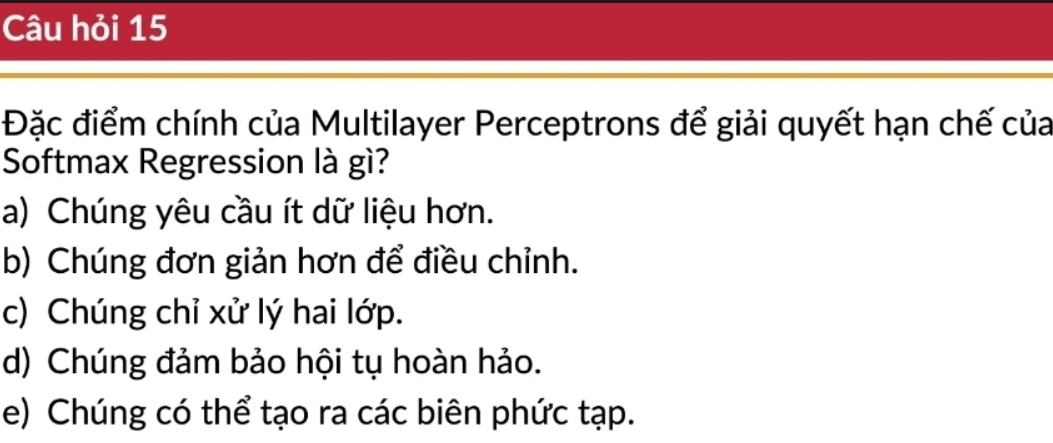 Câu hỏi 15
Đặc điểm chính của Multilayer Perceptrons để giải quyết hạn chế của
Softmax Regression là gì?
a) Chúng yêu cầu ít dữ liệu hơn.
b) Chúng đơn giản hơn để điều chỉnh.
c) Chúng chỉ xử lý hai lớp.
d) Chúng đảm bảo hội tụ hoàn hảo.
e) Chúng có thể tạo ra các biên phức tạp.